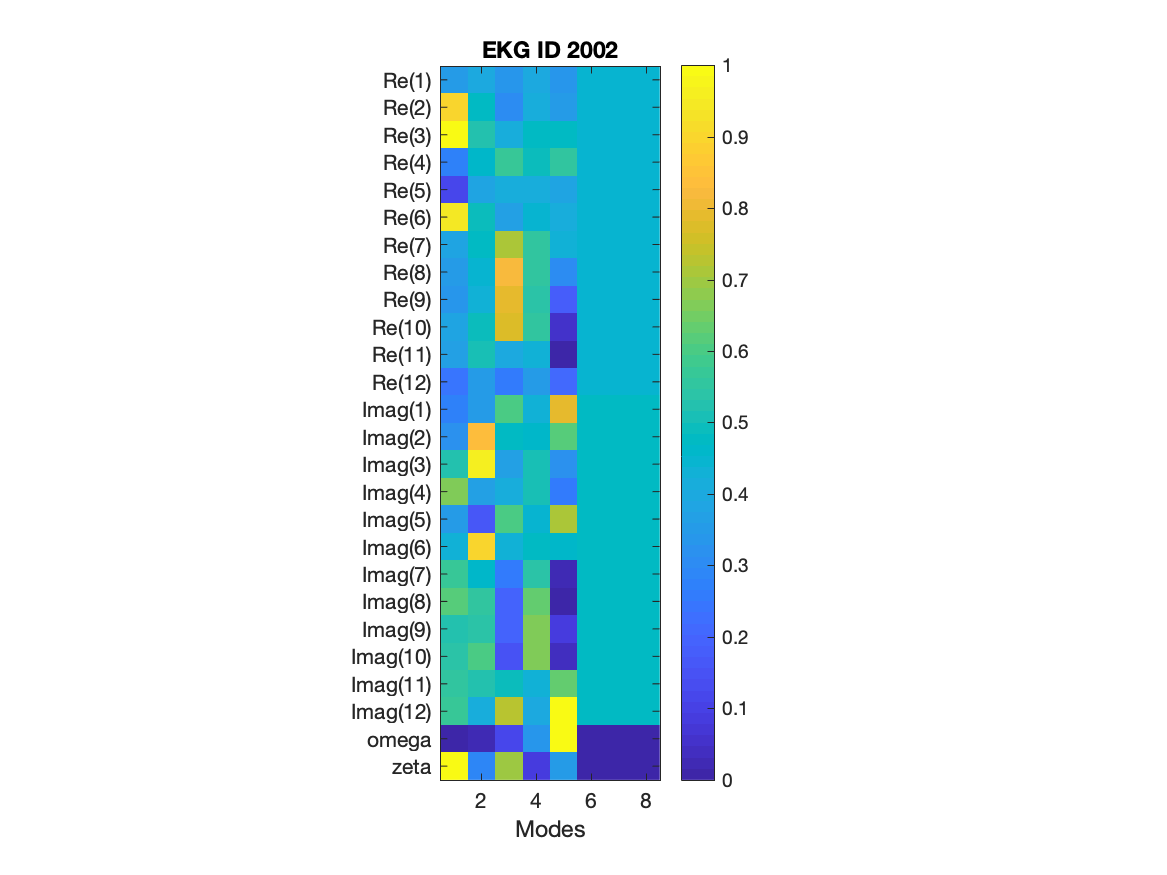 EKG ID 2002
Re(1)
Re(2)
Re(3)
Re(4)
Re(5)
Re(6)
Re(7)
Re(8)
Re(9)
Re(10)
Re(11)
Re(12)
Imag(1)
Imag(2)
Imag(3)
Imag(4)
Imag(5)
Imag(6)
Imag(7)
Imag(8)
Imag(9)
Imag(10)
Imag(11)
Imag(12)
omega
zeta
2 4 6 8
Modes
1
0.9
0.8
0.7
0.6
0.5
0.4
0.3
0.2
0.1
0